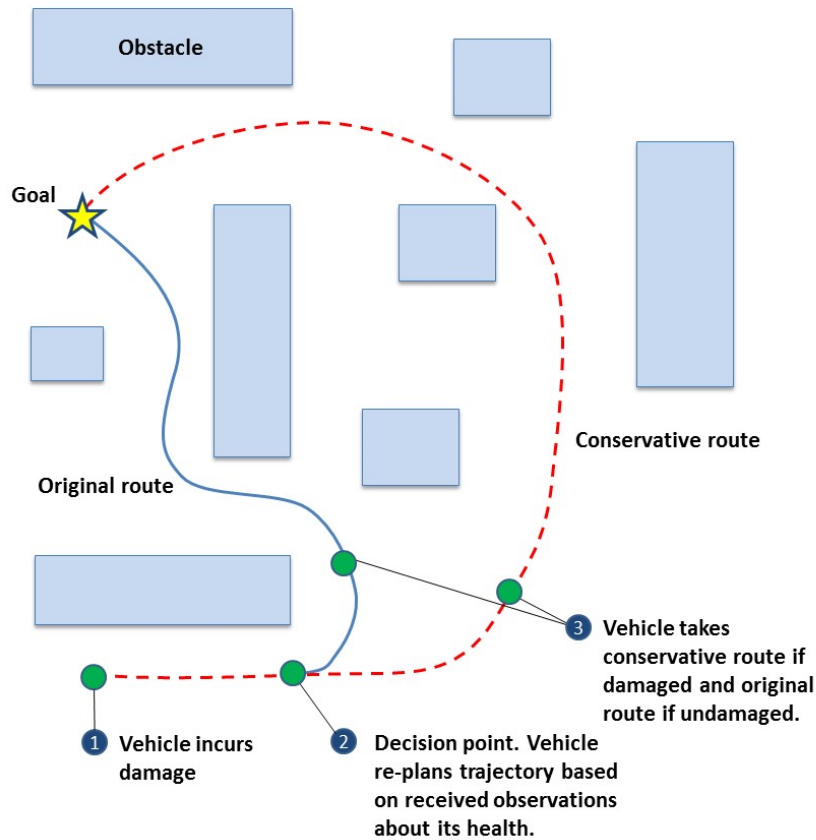 Obstacle
Goal
Conservative route
Original route
3 Vehicle takes
conservative route if
damaged and original
route if undamaged.
1 Vehicle incurs
damage
2 Decision point. Vehicle
re-plans trajectory based
on received observations
about its health.